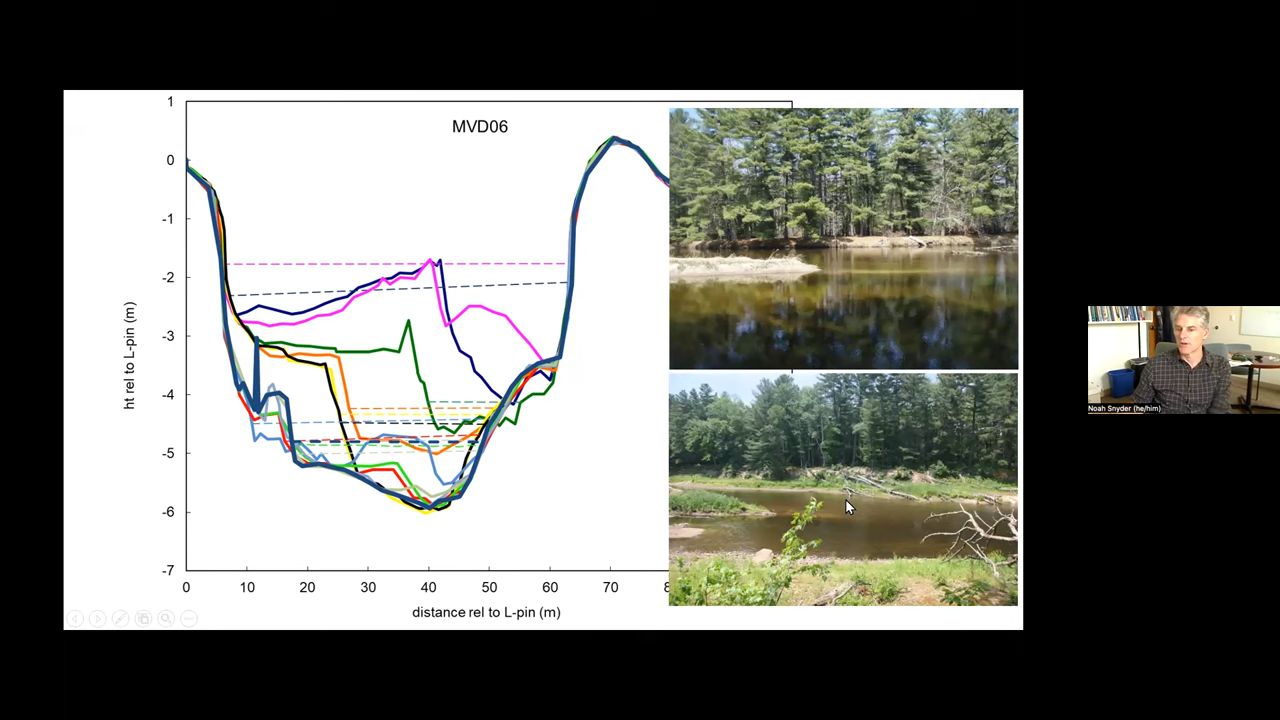 MVD06
1
0
-1
-2
-3
-4
-5
-6
-7
ht rel to L-pin (m)
0 10 20 30 40 50 60 70 8
distance rel to L-pin (m)
Noah Snyder (he/him)